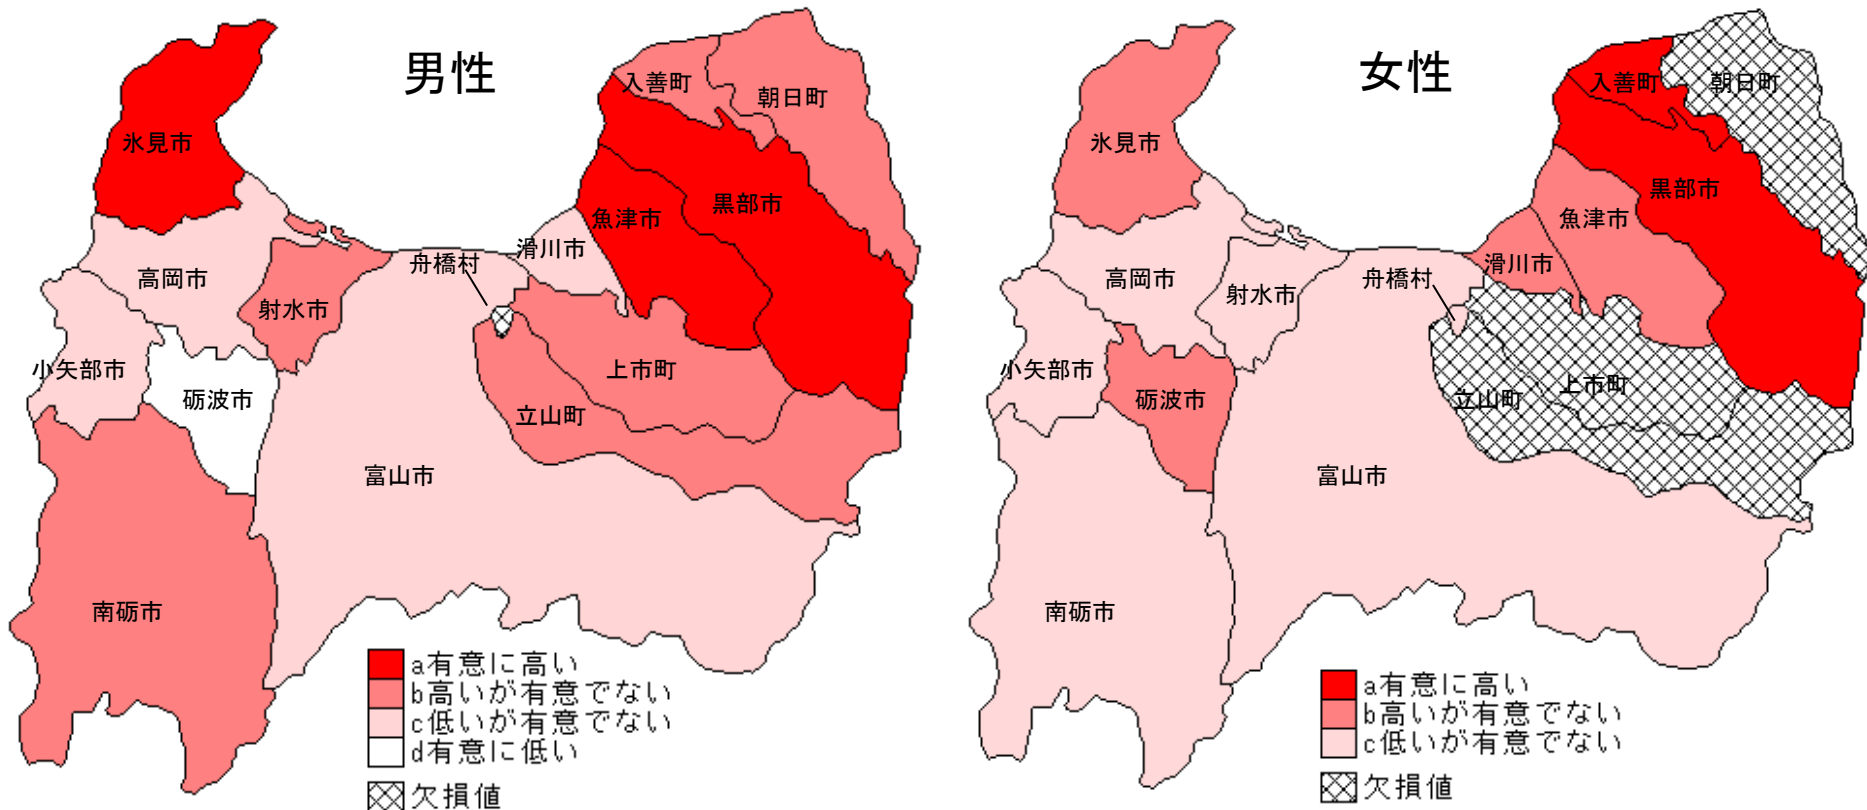 男性
入善町
朝日町
氷見市
黒部市
魚津市
滑川市
舟橋村
高岡市
射水市
小矢部市
上市町
砺波市
立山町
富山市
南砺市
a有意に高い
b高いが有意でない
c低いが有意でない
d有意に低い
欠損値
女性
入善町
朝日町
氷見市
黒部市
魚津市
滑川市
舟橋村
高岡市
射水市
小矢部市
上市町
砺波市
立山町
富山市
南砺市
a有意に高い
b高いが有意でない
c低いが有意でない
欠損値